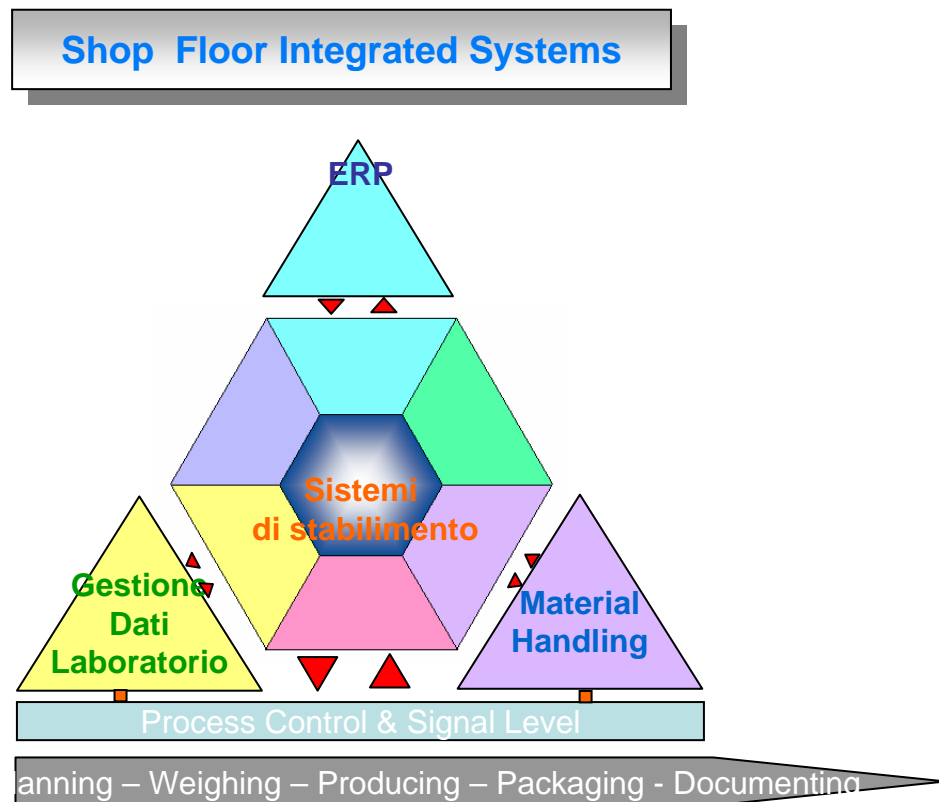 Shop Floor Integrated Systems
ERP
Sistemi
di stabilimento
Gestione
Dati
Laboratorio
Material
Handling
Process Control & Signal Level
anning – Weighing – Producing – Packaging - Documenting